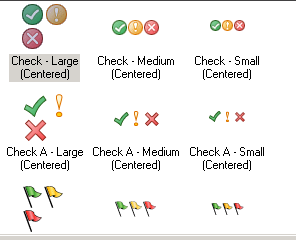 Check - Large
(Centered)
Check - Medium
(Centered)
Check - Small
(Centered)
Check A - Large
(Centered)
Check A - Medium
(Centered)
Check A - Small
(Centered)